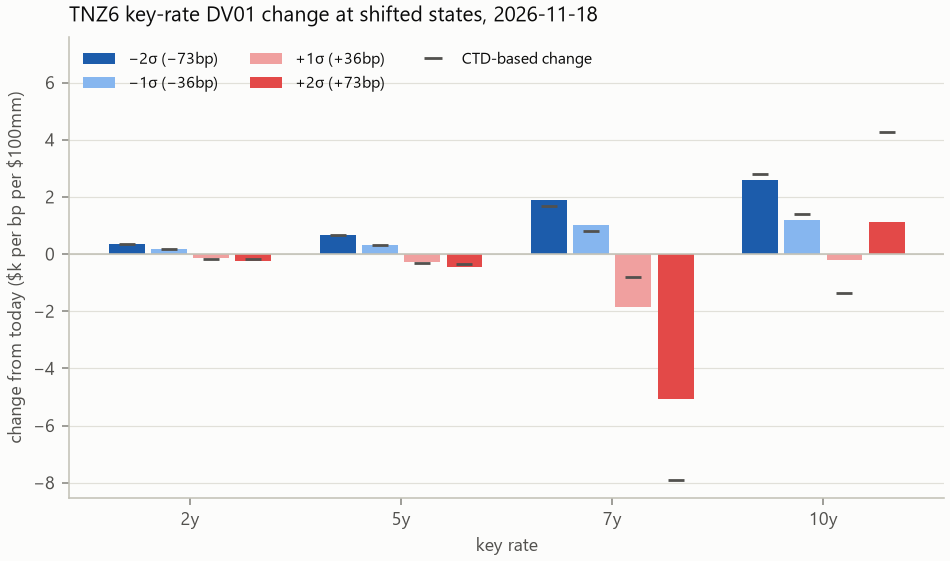 TNZ6 key-rate DV01 change at shifted states, 2026-11-18
−2σ (−73bp)
+1σ (+36bp)
CTD-based change
−1σ (−36bp)
+2σ (+73bp)
6
4
2
0
−2
−4
−6
−8
change from today ($k per bp per $100mm)
2y
5y
7y
10y
key rate